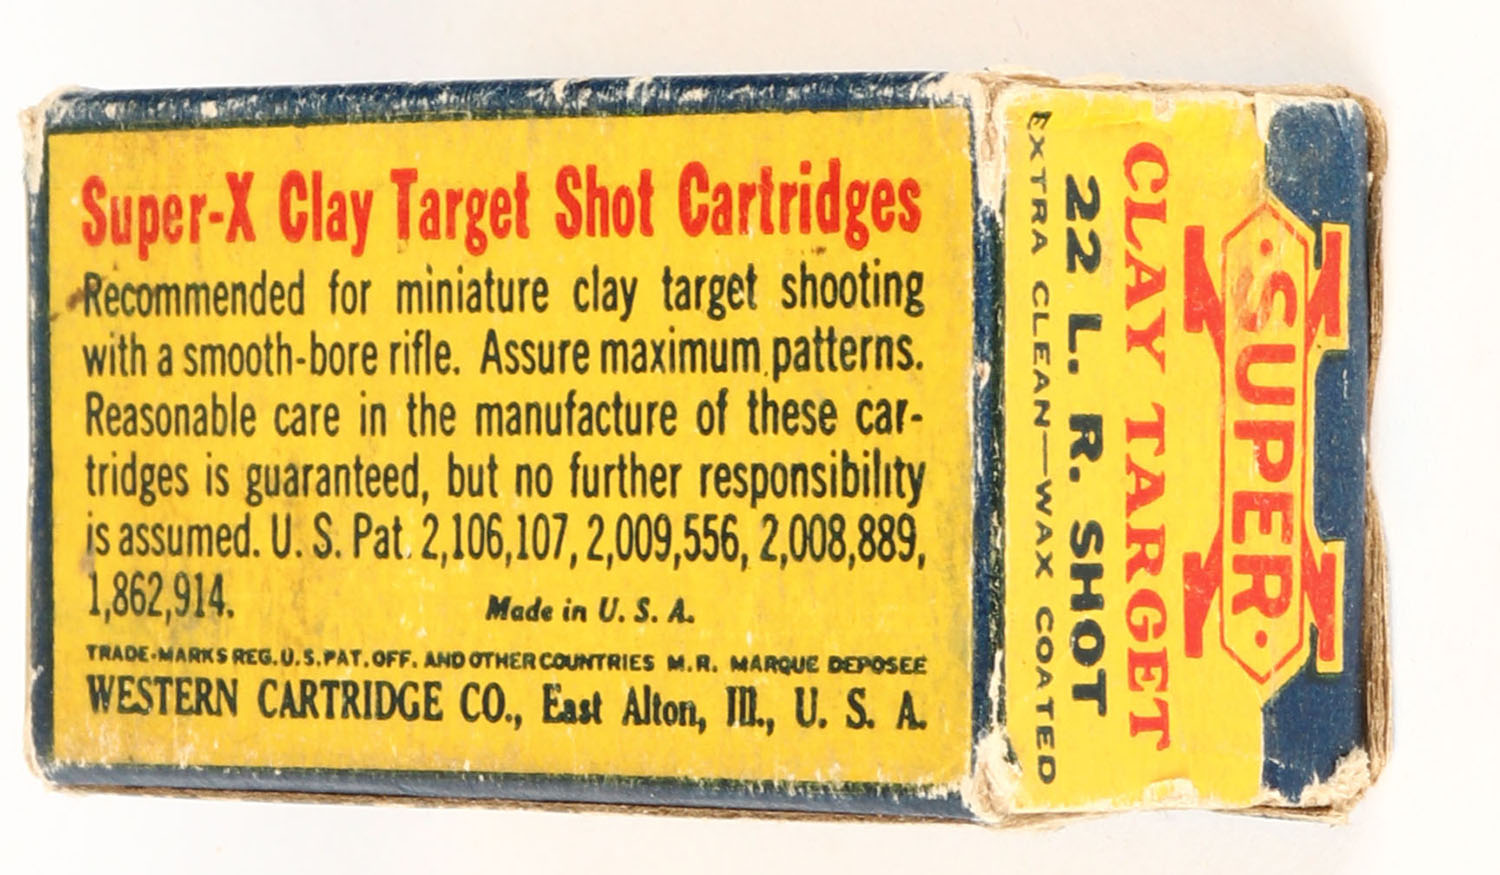 Super-X Clay Target Shot Cartridges
Recommended for miniature clay target shooting
with a smooth-bore rifle. Assure maximum patterns.
Reasonable care in the manufacture of these car-
tridges is guaranteed, but no further responsibility
is assumed. U. S. Pat. 2,106,107, 2,009,556, 2,008,889,
1,862,914. Made in U. S. A.
TRADE-MARKS REG. U.S. PAT. OFF. AND OTHER COUNTRIES M.R. MARQUE DEPOSEE
WESTERN CARTRIDGE CO., East Alton, Ill., U. S. A.
·SUPER·
X
CLAY TARGET
22 L. R. SHOT
EXTRA CLEAN—WAX COATED